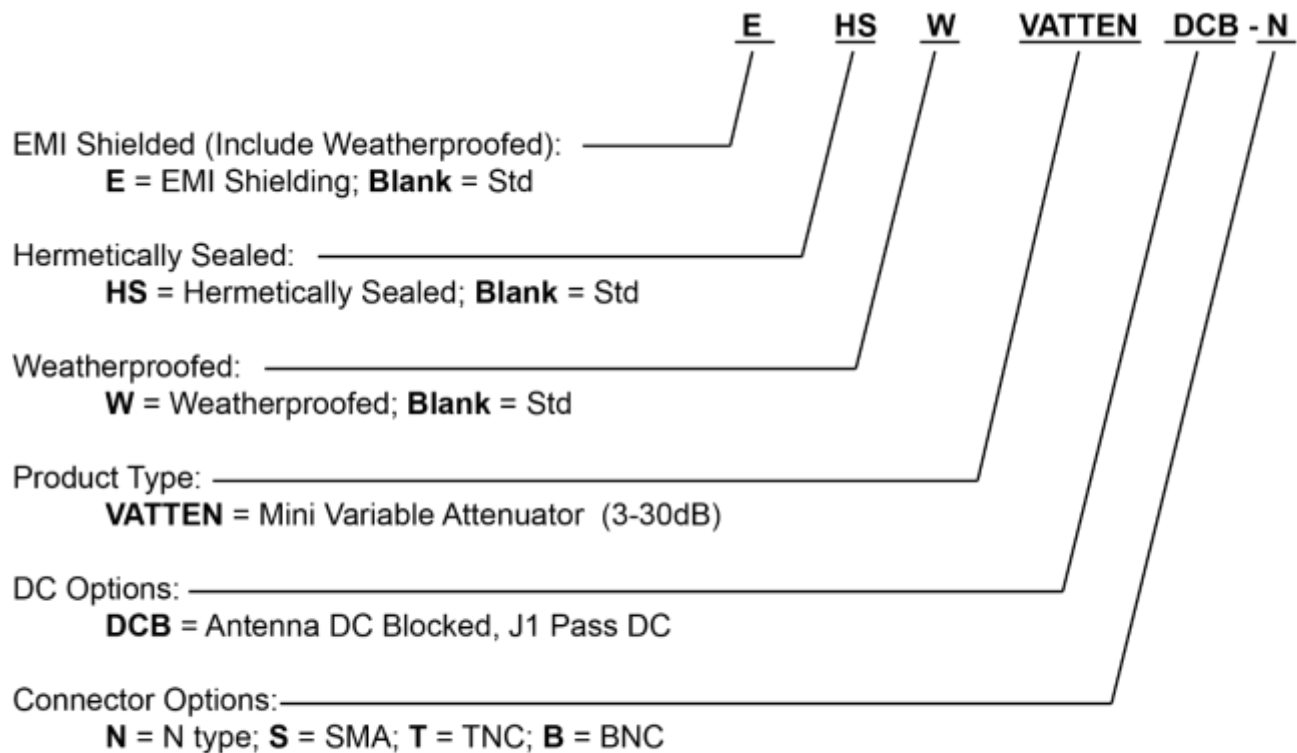 E HS W VATTEN DCB - N
EMI Shielded (Include Weatherproofed):
E = EMI Shielding; Blank = Std
Hermetically Sealed:
HS = Hermetically Sealed; Blank = Std
Weatherproofed:
W = Weatherproofed; Blank = Std
Product Type:
VATTEN = Mini Variable Attenuator (3-30dB)
DC Options:
DCB = Antenna DC Blocked, J1 Pass DC
Connector Options:
N = N type; S = SMA; T = TNC; B = BNC